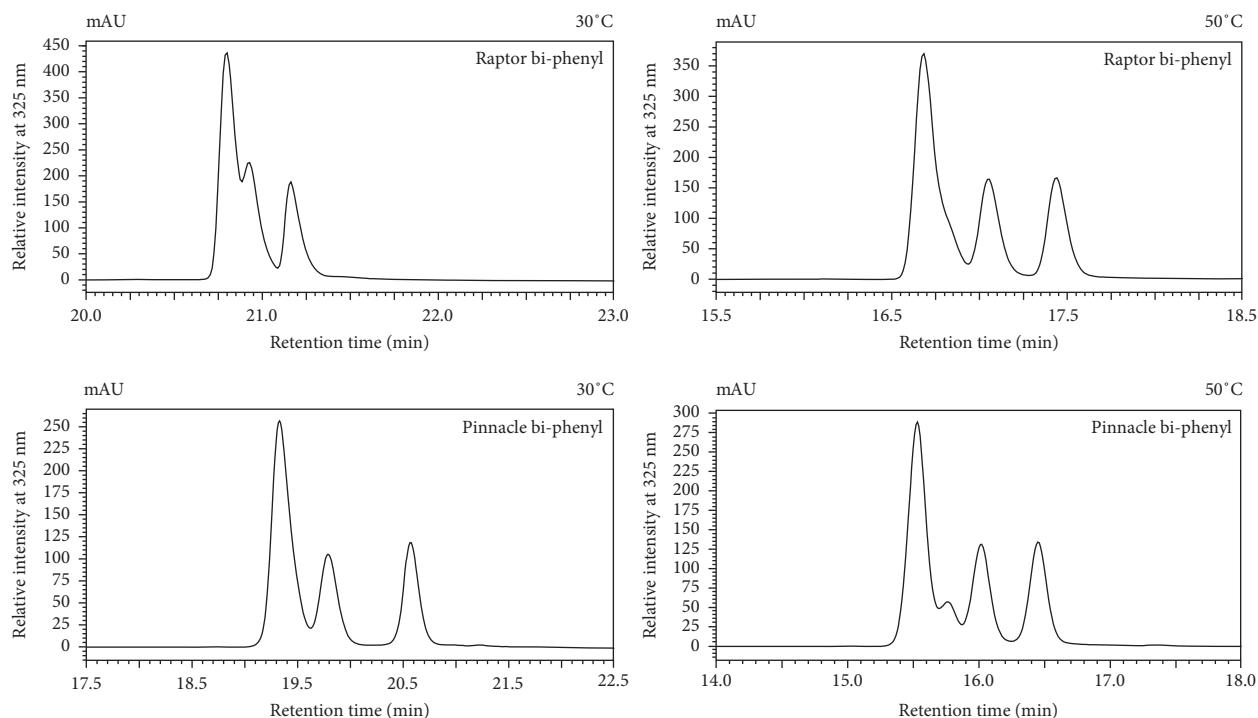 mAU 30°C
Raptor bi-phenyl
Relative intensity at 325 nm
450
400
350
300
250
200
150
100
50
0
20.0 21.0 22.0 23.0
Retention time (min)
mAU 50°C
Raptor bi-phenyl
Relative intensity at 325 nm
350
300
250
200
150
100
50
0
15.5 16.5 17.5 18.5
Retention time (min)
mAU 30°C
Pinnacle bi-phenyl
Relative intensity at 325 nm
250
225
200
175
150
125
100
75
50
25
0
17.5 18.5 19.5 20.5 21.5 22.5
Retention time (min)
mAU 50°C
Pinnacle bi-phenyl
Relative intensity at 325 nm
300
275
250
225
200
175
150
125
100
75
50
25
0
14.0 15.0 16.0 17.0 18.0
Retention time (min)